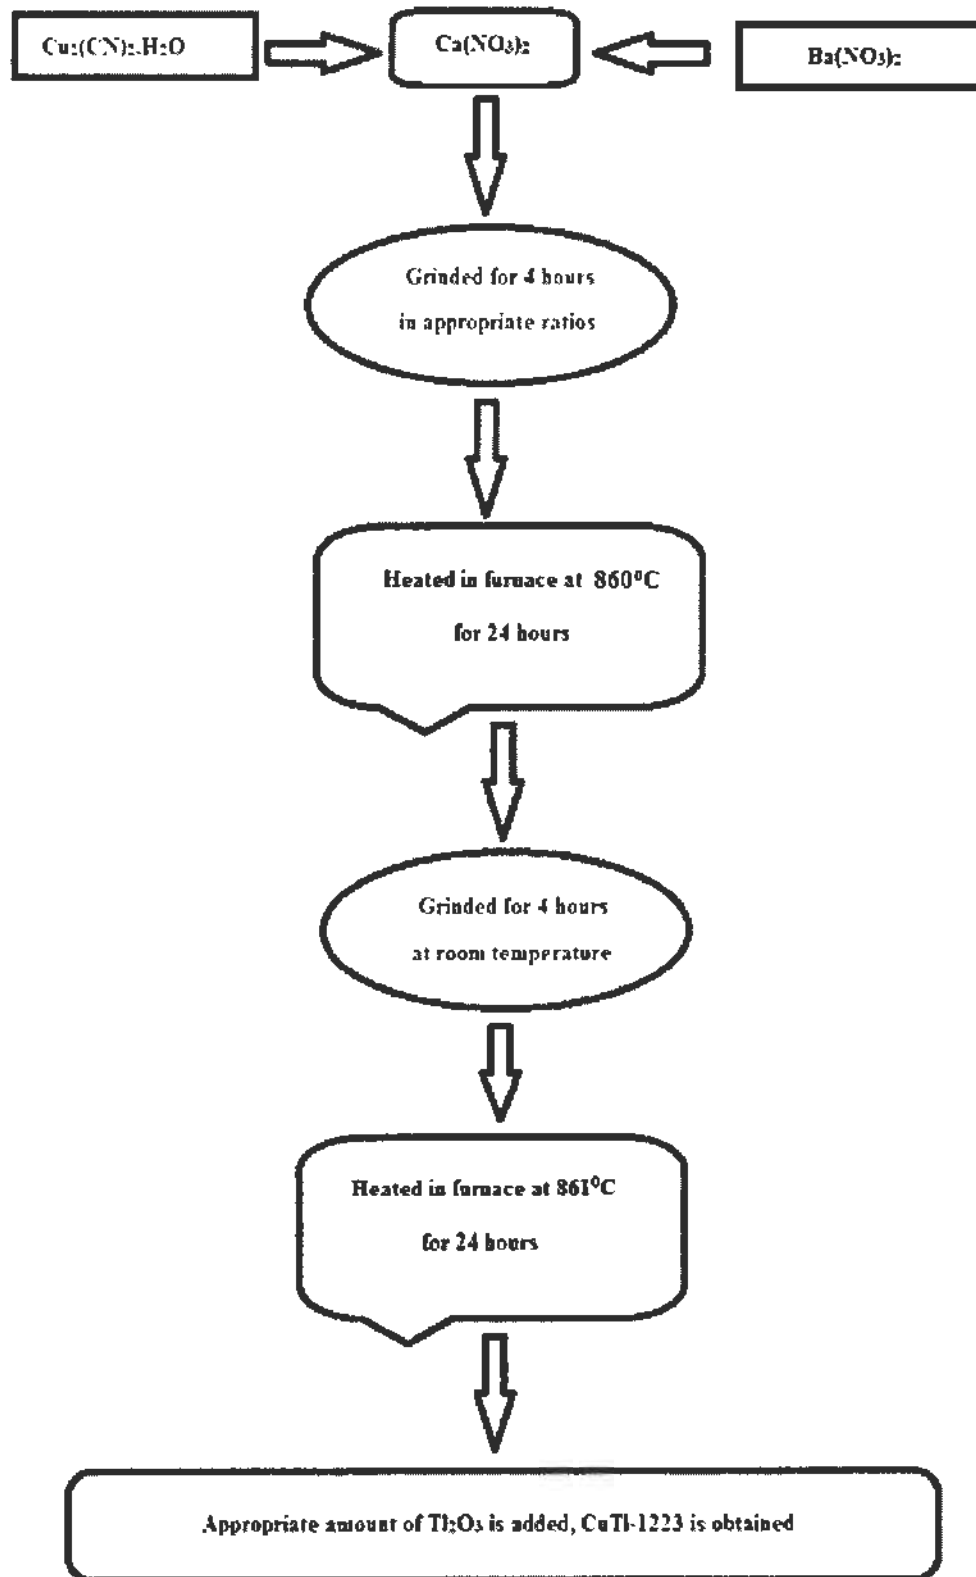 Cu₂(CN)₂.H₂O
Ca(NO₃)₂
Ba(NO₃)₂
Grinded for 4 hours
in appropriate ratios
Heated in furnace at 860⁰C
for 24 hours
Grinded for 4 hours
at room temperature
Heated in furnace at 861⁰C
for 24 hours
Appropriate amount of Tl₂O₃ is added, CuTl-1223 is obtained